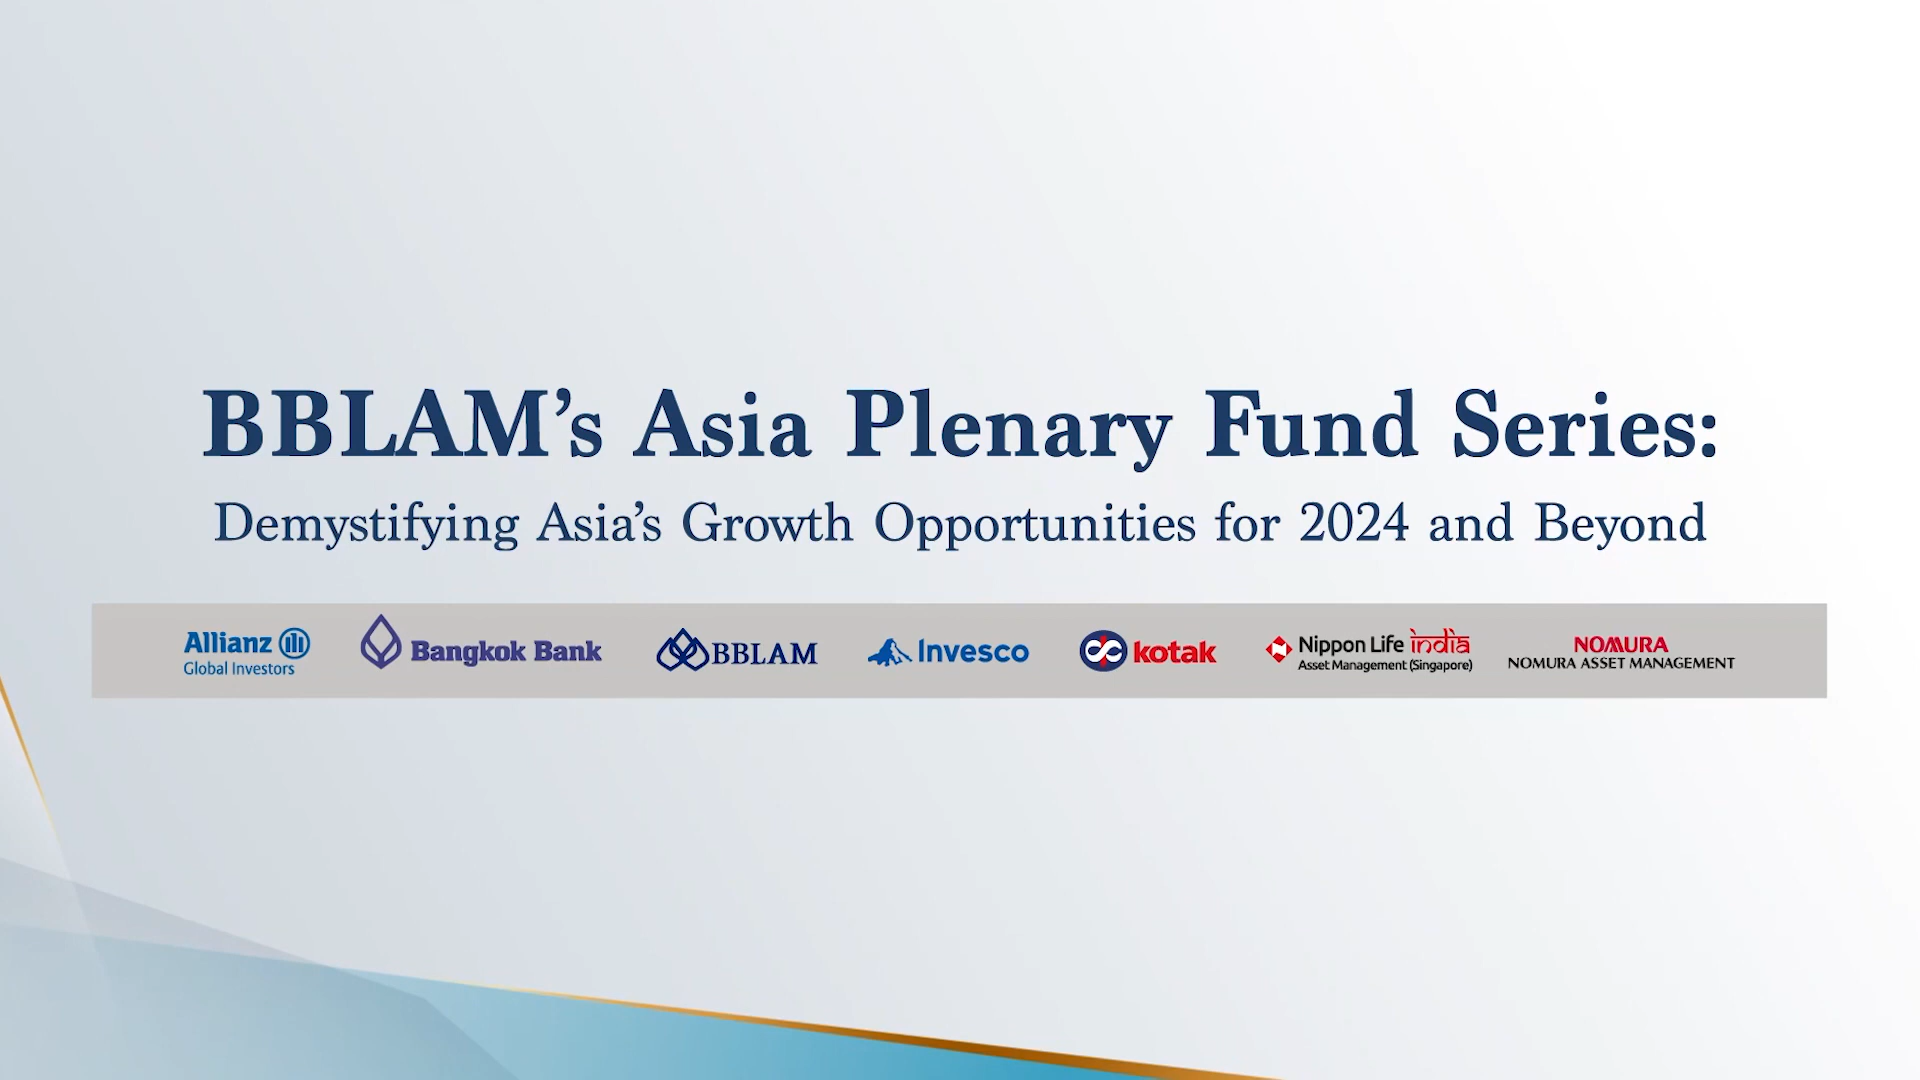 BBLAM’s Asia Plenary Fund Series:
Demystifying Asia’s Growth Opportunities for 2024 and Beyond
Allianz
Global Investors
Bangkok Bank
BBLAM
Invesco
kotak
Nippon Life india
Asset Management (Singapore)
NOMURA
NOMURA ASSET MANAGEMENT